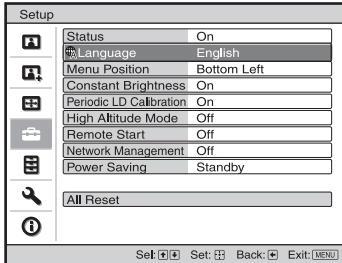 Setup
Status On
Language English
Menu Position Bottom Left
Constant Brightness On
Periodic LD Calibration On
High Altitude Mode Off
Remote Start Off
Network Management Off
Power Saving Standby
All Reset
Sel: Set: Back: Exit: MENU